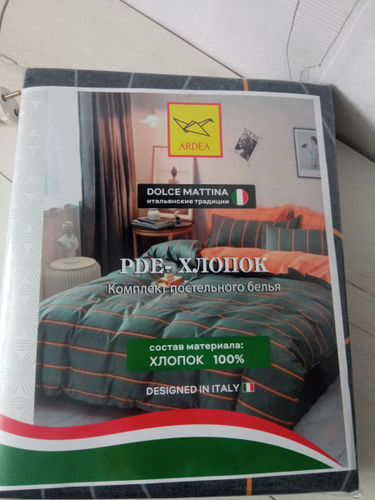 ARDEA
DOLCE MATTINA
итальянские традиции
PDE- ХЛОПОК
Комплект постельного белья
состав материала:
ХЛОПОК 100%
DESIGNED IN ITALY